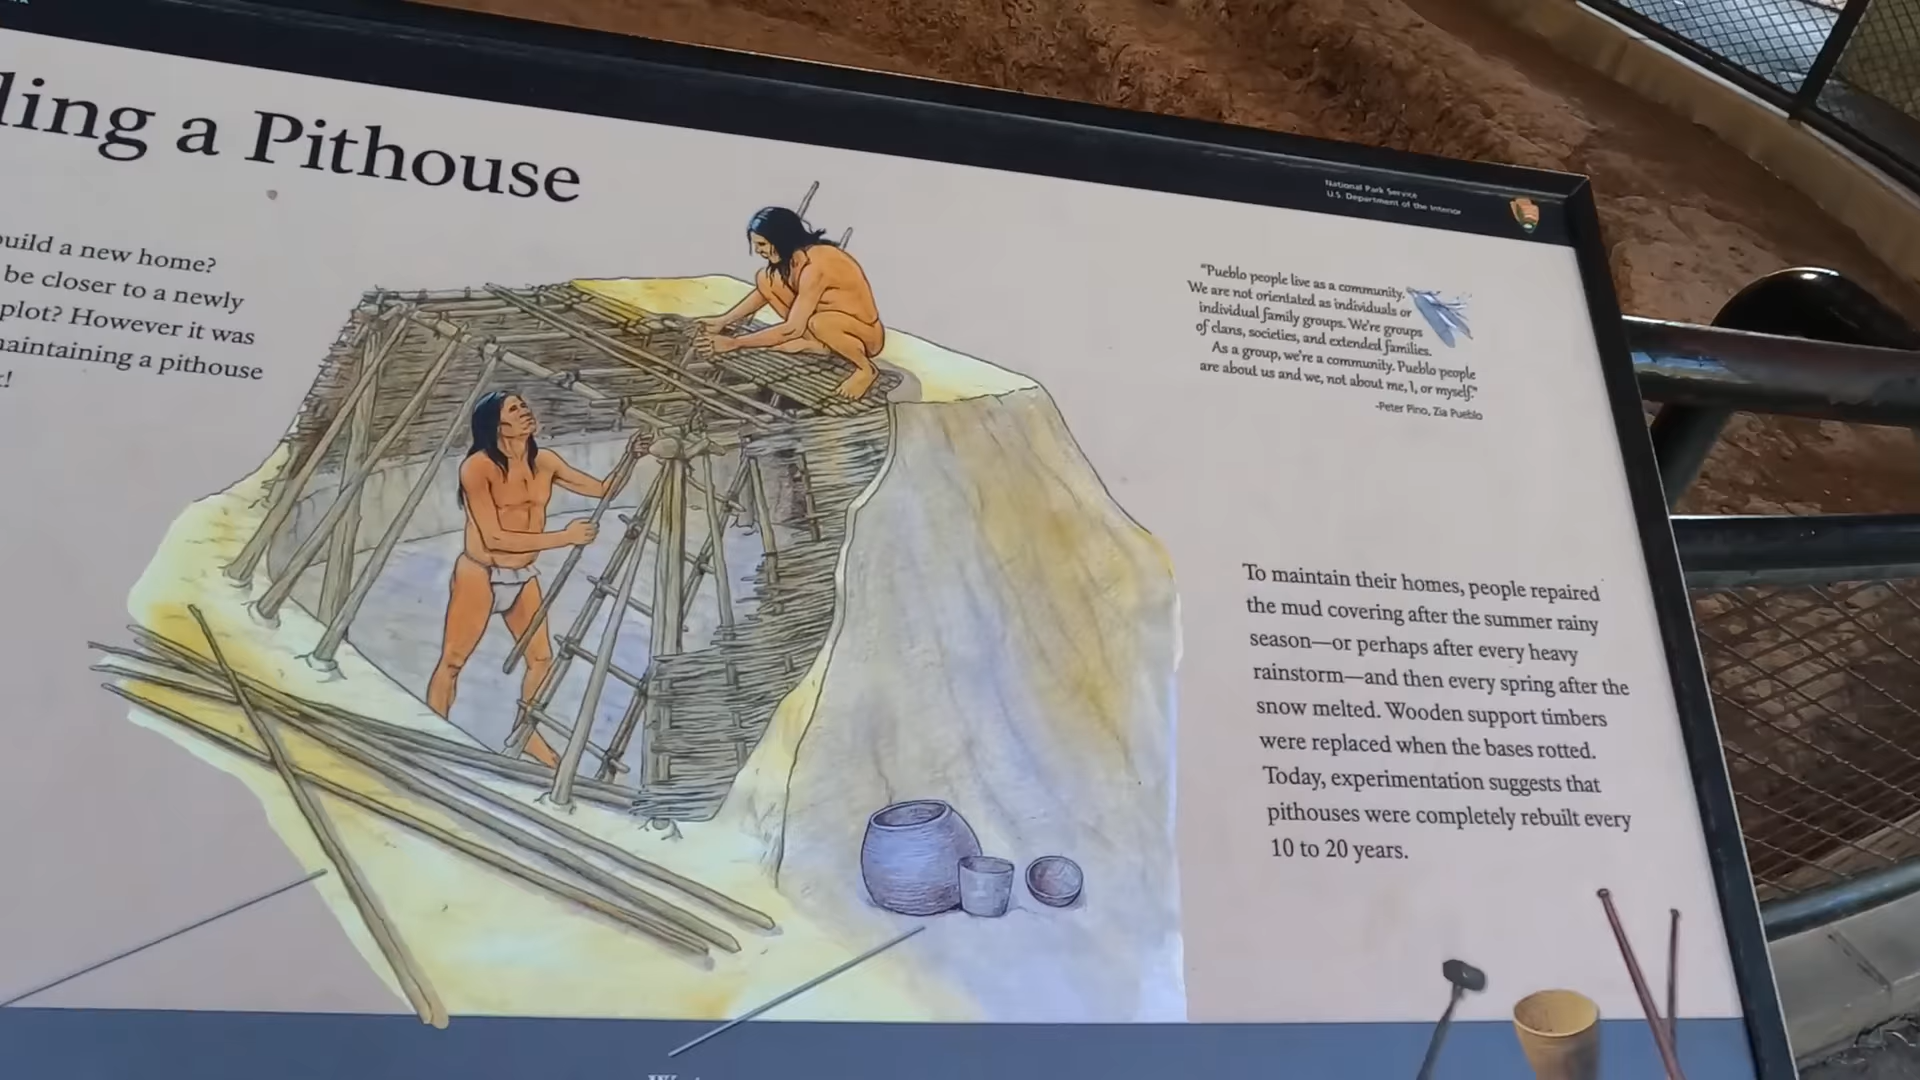 ling a Pithouse
National Park Service
U.S. Department of the Interior
build a new home?
be closer to a newly
plot? However it was
maintaining a pithouse
!
"Pueblo people live as a community.
We are not orientated as individuals or
individual family groups. We're groups
of clans, societies, and extended families.
As a group, we're a community. Pueblo people
are about us and we, not about me, I, or myself."
-Peter Pino, Zia Pueblo
To maintain their homes, people repaired
the mud covering after the summer rainy
season—or perhaps after every heavy
rainstorm—and then every spring after the
snow melted. Wooden support timbers
were replaced when the bases rotted.
Today, experimentation suggests that
pithouses were completely rebuilt every
10 to 20 years.